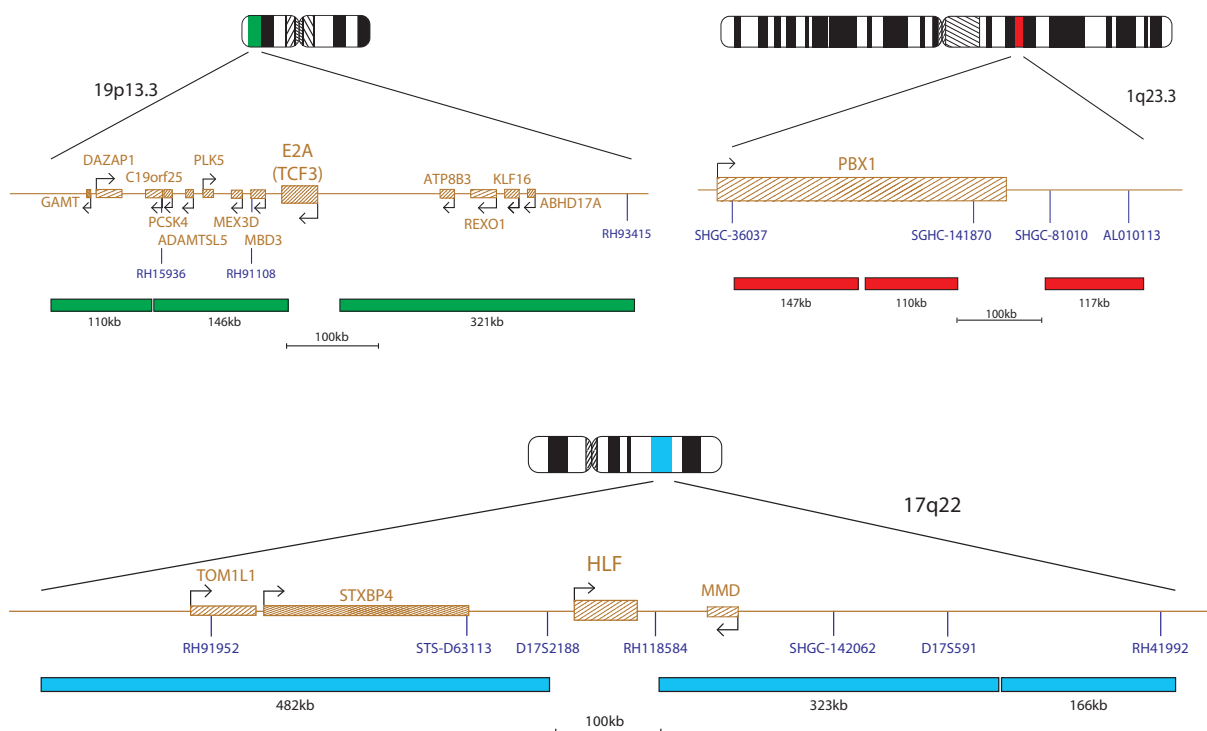 19p13.3
1q23.3
E2A
(TCF3)
DAZAP1
PLK5
C19orf25
ATP8B3
KLF16
PBX1
GAMT
PCSK4
MEX3D
REXO1
ABHD17A
ADAMTSL5
MBD3
RH93415
SHGC-36037
SGHC-141870
SHGC-81010
AL010113
RH15936
RH91108
110kb
146kb
321kb
100kb
147kb
110kb
100kb
117kb
17q22
HLF
TOM1L1
STXBP4
MMD
RH91952
STS-D63113
D17S2188
RH118584
SHGC-142062
D17S591
RH41992
482kb
323kb
166kb
100kb